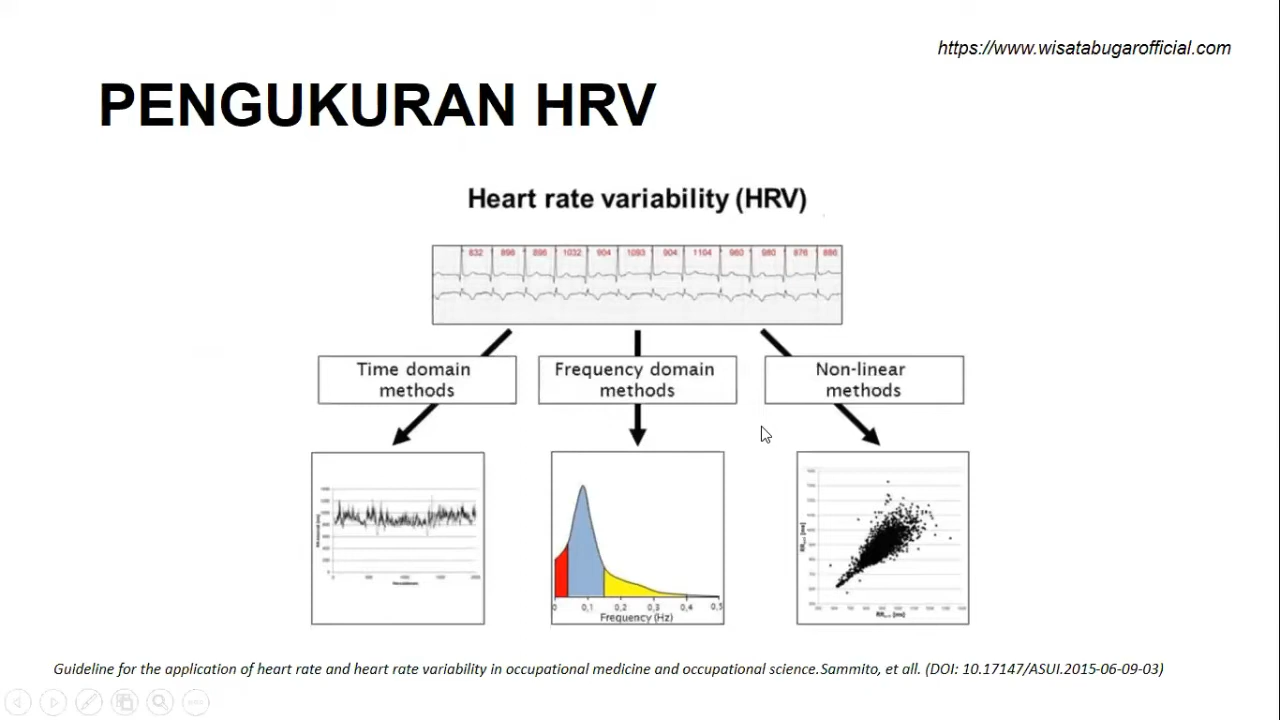 https://www.wisatabugarofficial.com
PENGUKURAN HRV
Heart rate variability (HRV)
832 896 896 1032 904 1093 904 1104 960 980 876 886
Time domain
methods
Frequency domain
methods
Non-linear
methods
0 0,1 0,2 0,3 0,4 0,5
Frequency (Hz)
Guideline for the application of heart rate and heart rate variability in occupational medicine and occupational science.Sammito, et all. (DOI: 10.17147/ASUI.2015-06-09-03)